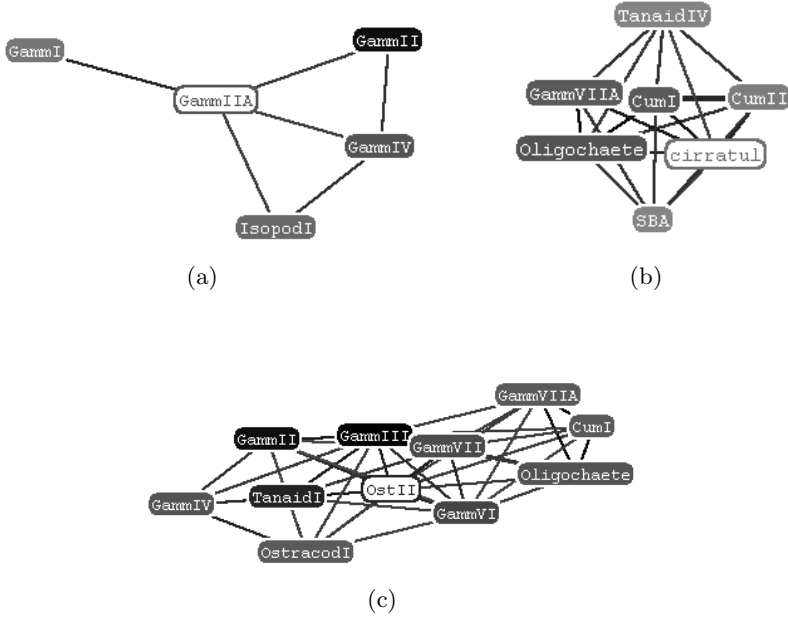 GammI
GammII
GammIIA
GammIV
IsopodI
(a)
TanaidIV
GammVIIA
CumI
CumII
Oligochaete
cirratul
SBA
(b)
GammVIIA
GammII
GammIII
GammVII
CumI
Oligochaete
GammIV
TanaidI
OstII
GammVI
OstracodI
(c)